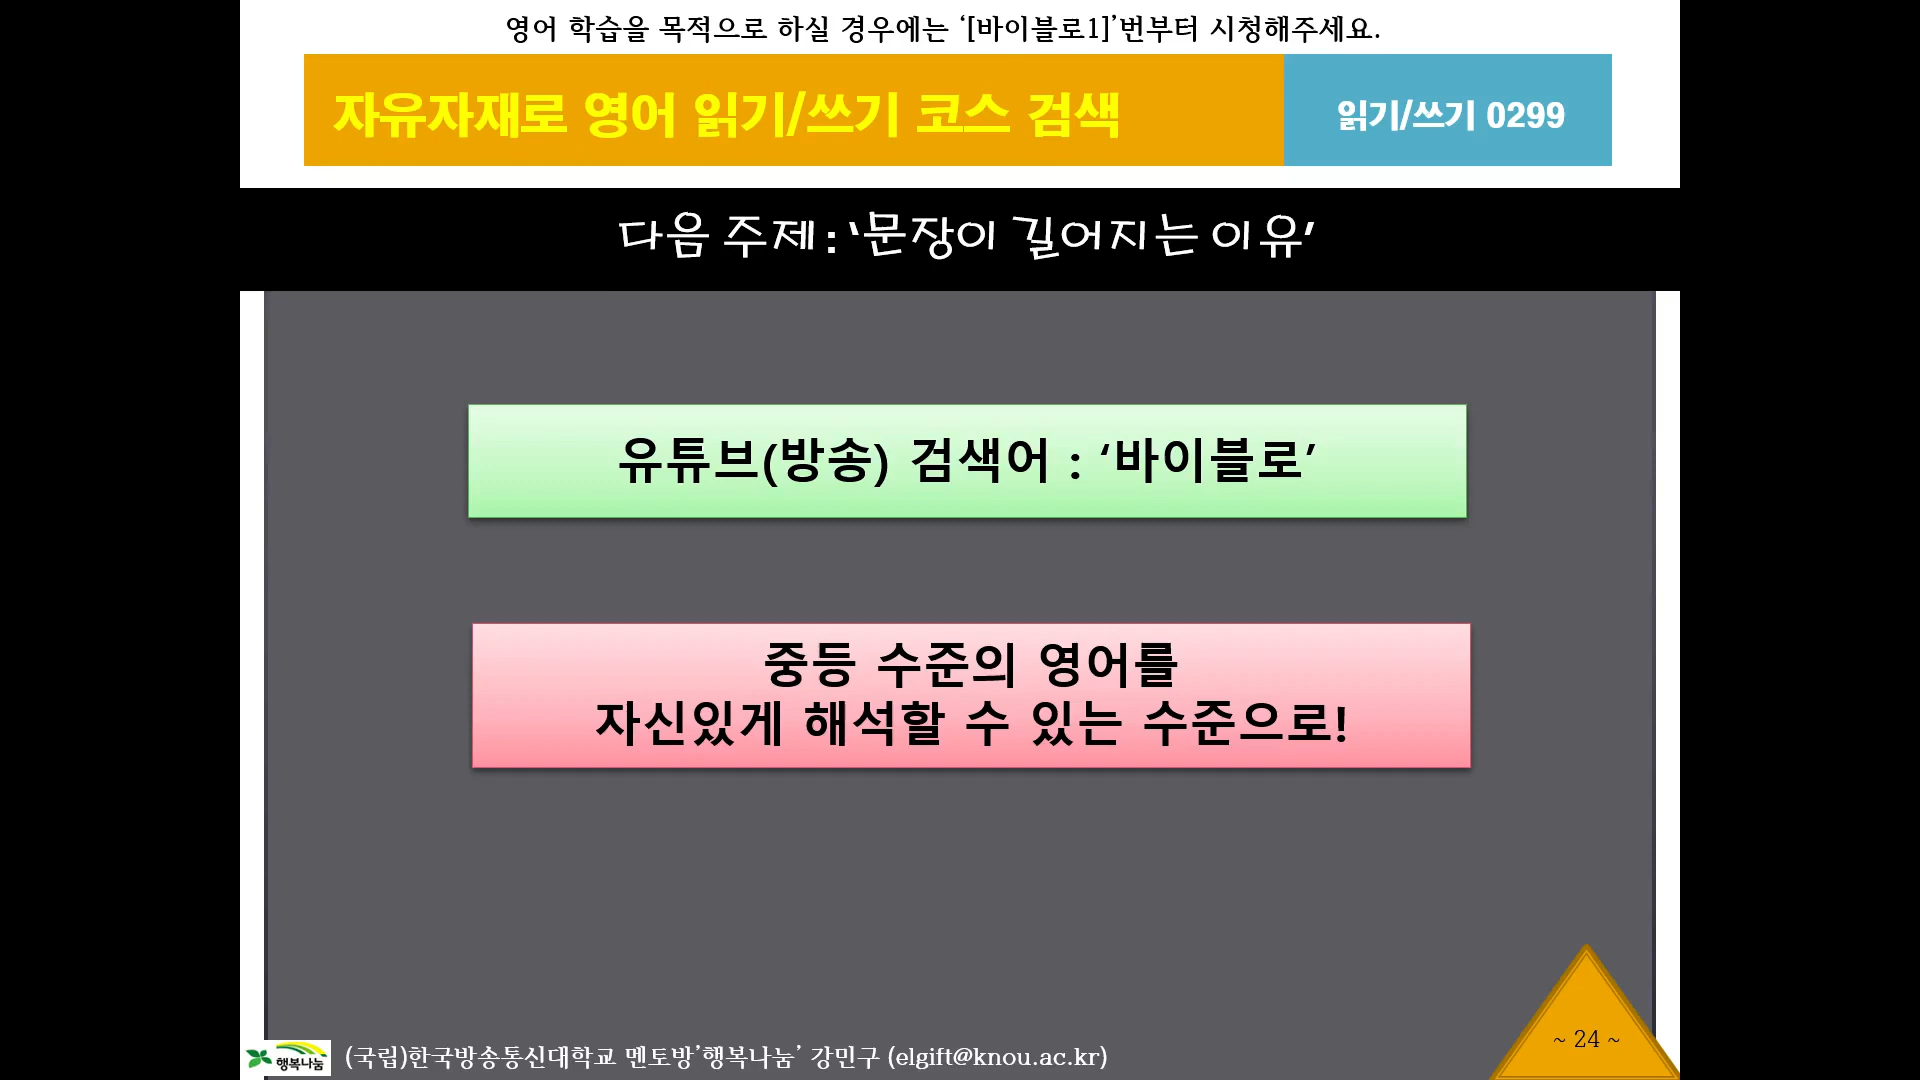 영어 학습을 목적으로 하실 경우에는 ‘[바이블로1]’번부터 시청해주세요.
자유자재로 영어 읽기/쓰기 코스 검색
읽기/쓰기 0299
다음 주제 : ‘문장이 길어지는 이유’
유튜브(방송) 검색어 : ‘바이블로’
중등 수준의 영어를
자신있게 해석할 수 있는 수준으로!
~ 24 ~
행복나눔
(국립)한국방송통신대학교 멘토방’행복나눔’ 강민구 (elgift@knou.ac.kr)